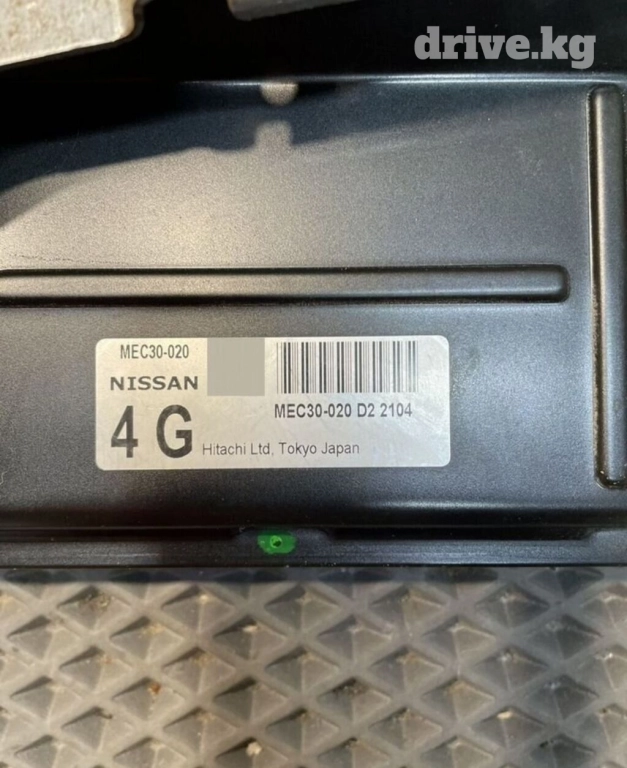 drive.kg
MEC30-020
NISSAN
MEC30-020 D2 2104
4 G
Hitachi Ltd, Tokyo Japan